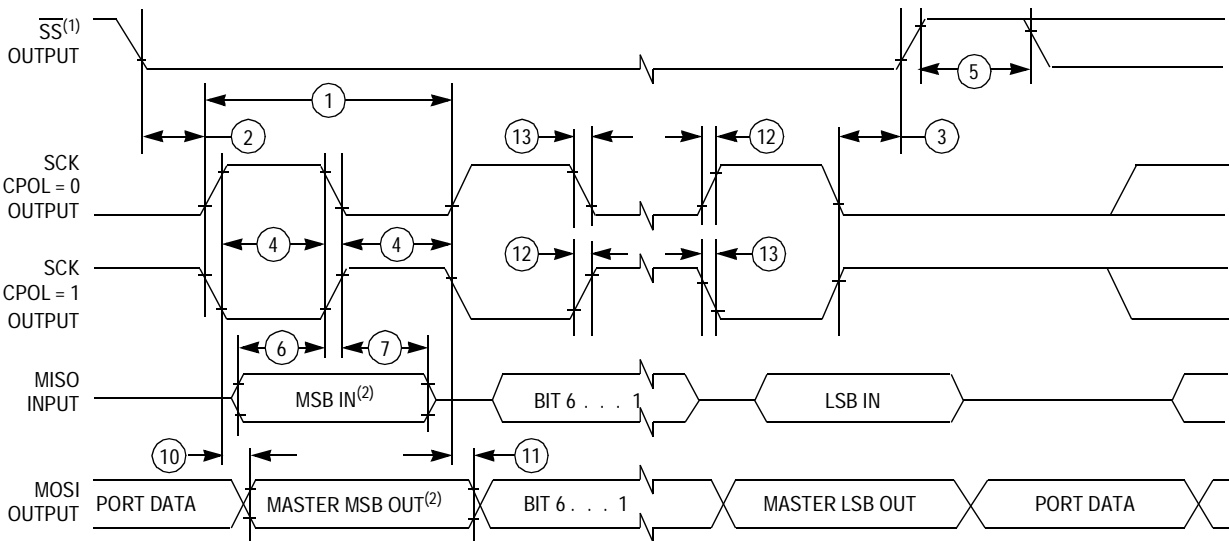 SS(1)
OUTPUT
5
1
2
13
12
3
SCK
CPOL = 0
OUTPUT
4
4
12
13
SCK
CPOL = 1
OUTPUT
6
7
MISO
INPUT
MSB IN(2)
BIT 6 . . . 1
LSB IN
10
11
MOSI
OUTPUT
PORT DATA
MASTER MSB OUT(2)
BIT 6 . . . 1
MASTER LSB OUT
PORT DATA